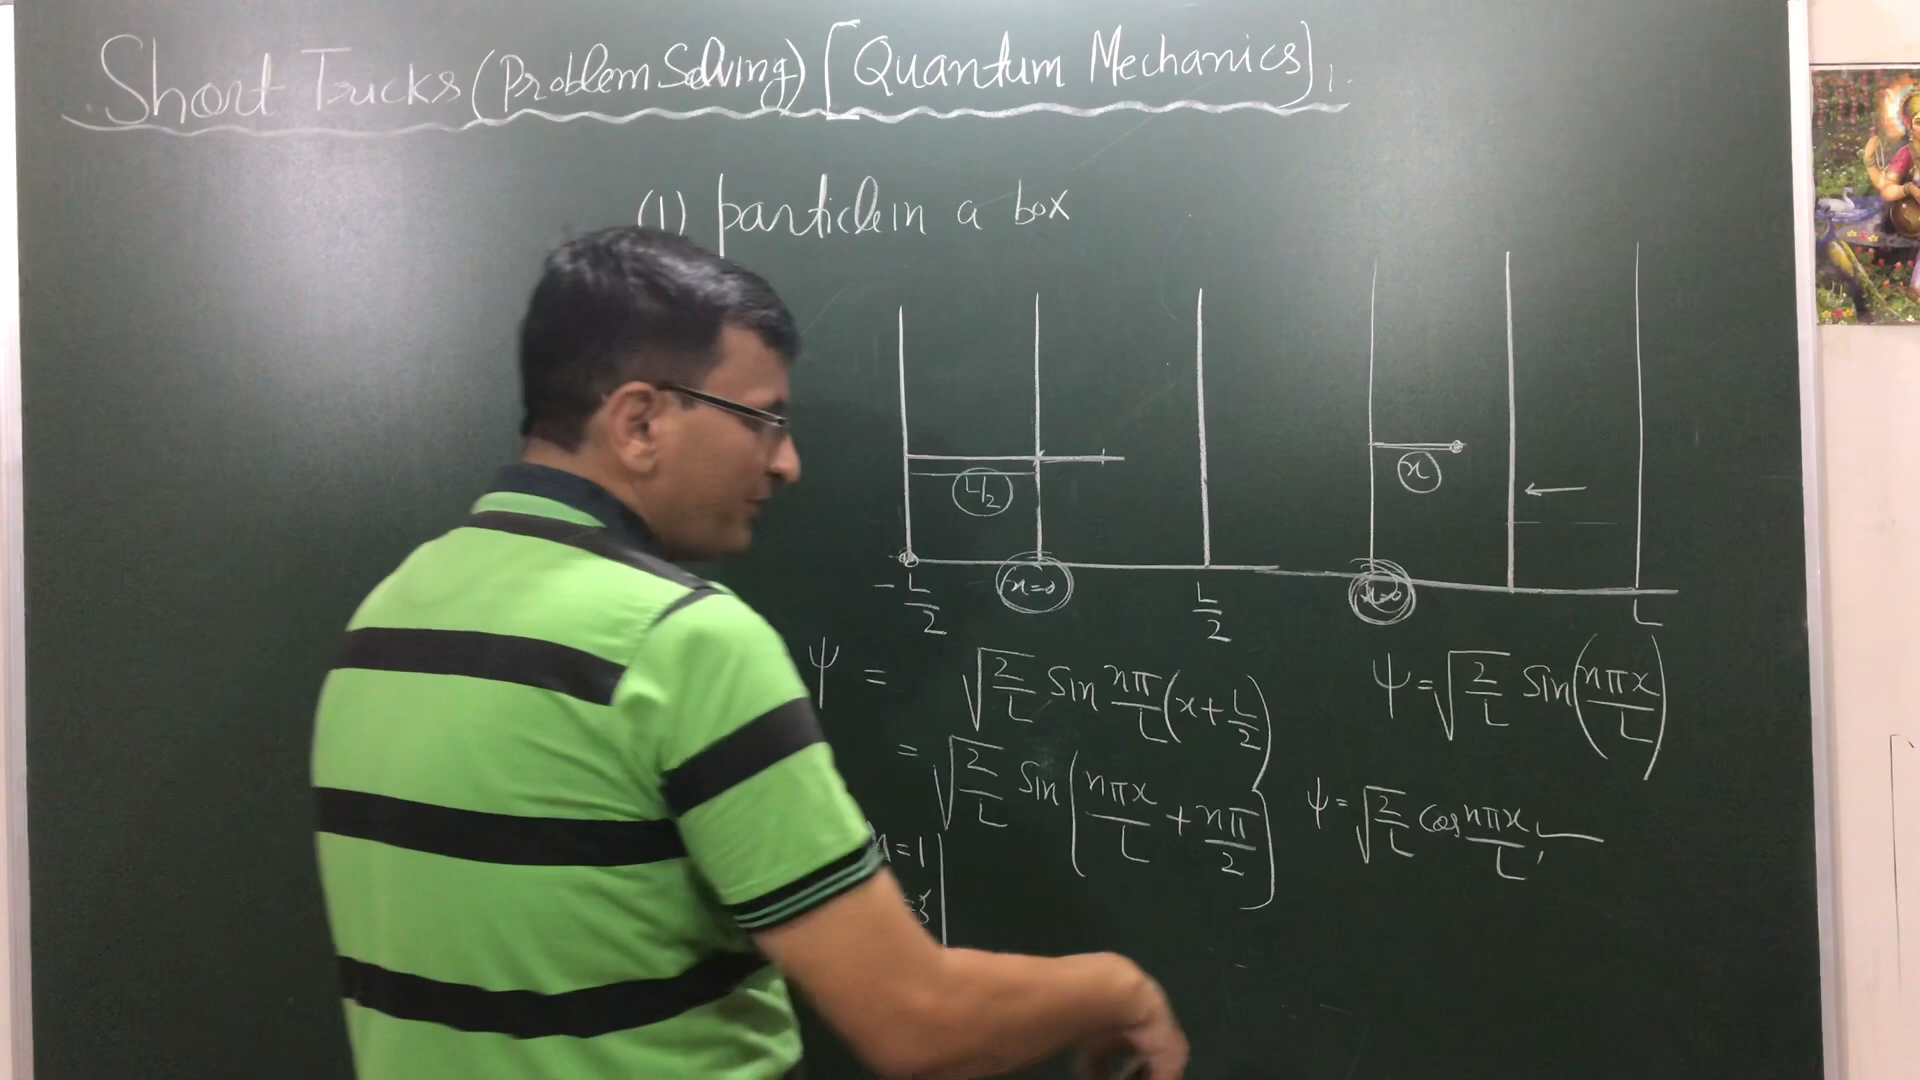 Short Tricks (Problem Solving) [Quantum Mechanics].
(1) particle in a box
L/2
x
-L/2
x=0
L/2
x=0
L
ψ = √(2/L) Sin nπ/L (x + L/2)
= √(2/L) Sin (nπx/L + nπ/2)
n=1
=3
ψ = √(2/L) Sin (nπx/L)
ψ = √(2/L) Cos nπx/L,